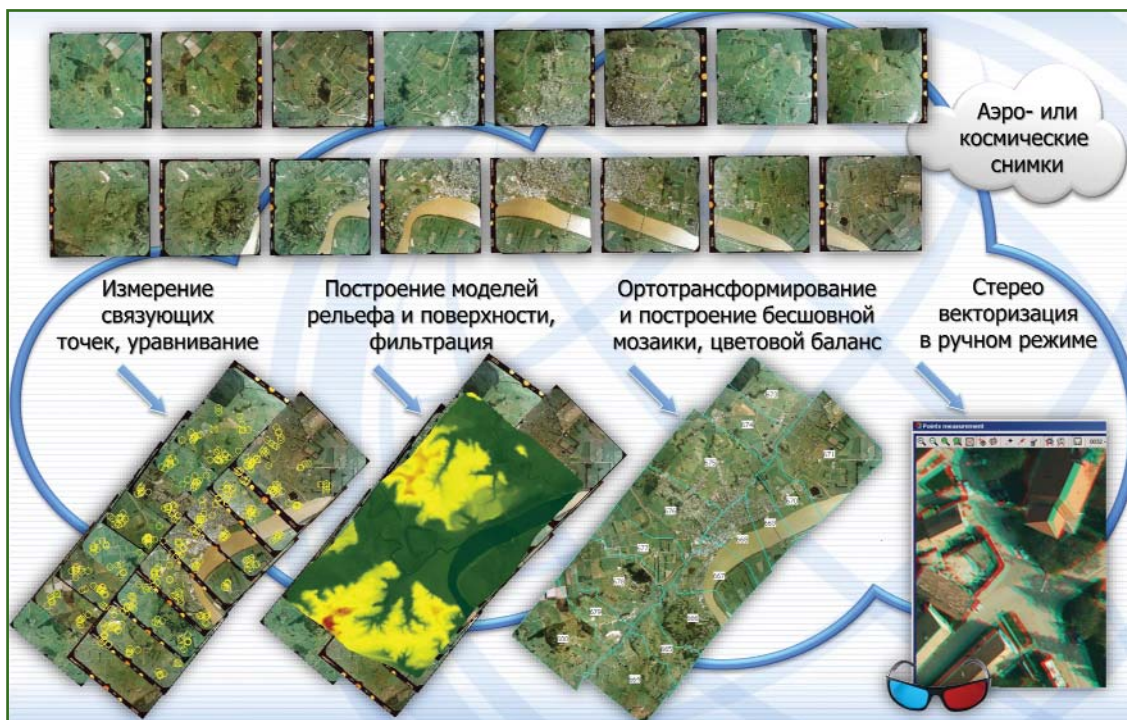 Аэро- или
космические
снимки
Измерение
связующих
точек, уравнивание
Построение моделей
рельефа и поверхности,
фильтрация
Ортотрансформирование
и построение бесшовной
мозаики, цветовой баланс
Стерео
векторизация
в ручном режиме
Points measurement